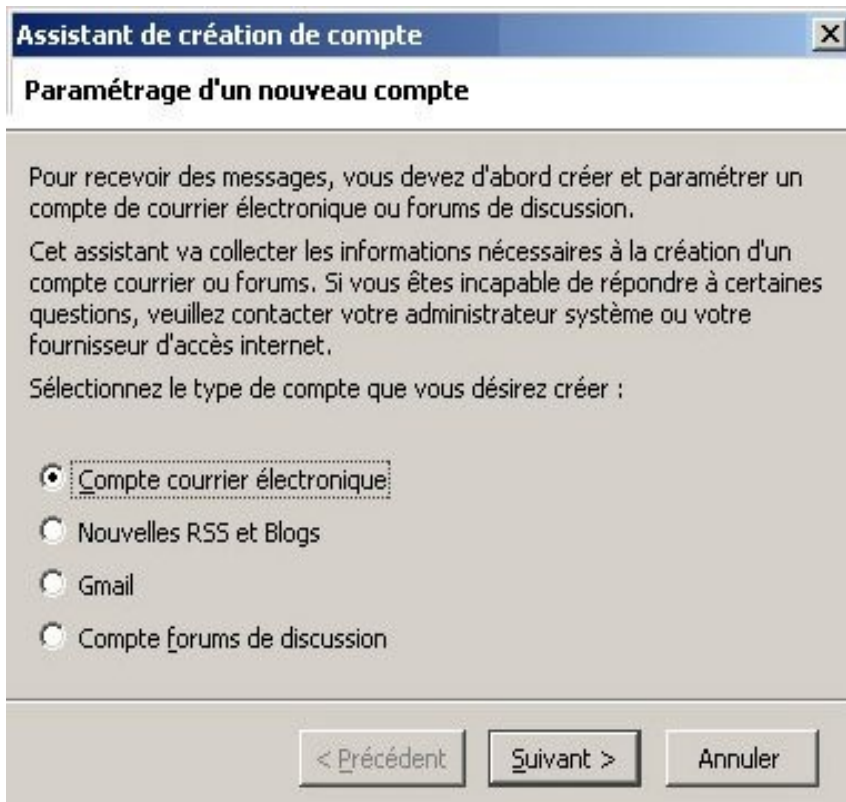 Assistant de création de compte
Paramétrage d'un nouveau compte
Pour recevoir des messages, vous devez d'abord créer et paramétrer un
compte de courrier électronique ou forums de discussion.
Cet assistant va collecter les informations nécessaires à la création d'un
compte courrier ou forums. Si vous êtes incapable de répondre à certaines
questions, veuillez contacter votre administrateur système ou votre
fournisseur d'accès internet.
Sélectionnez le type de compte que vous désirez créer :
Compte courrier électronique
Nouvelles RSS et Blogs
Gmail
Compte forums de discussion
< Précédent
Suivant >
Annuler